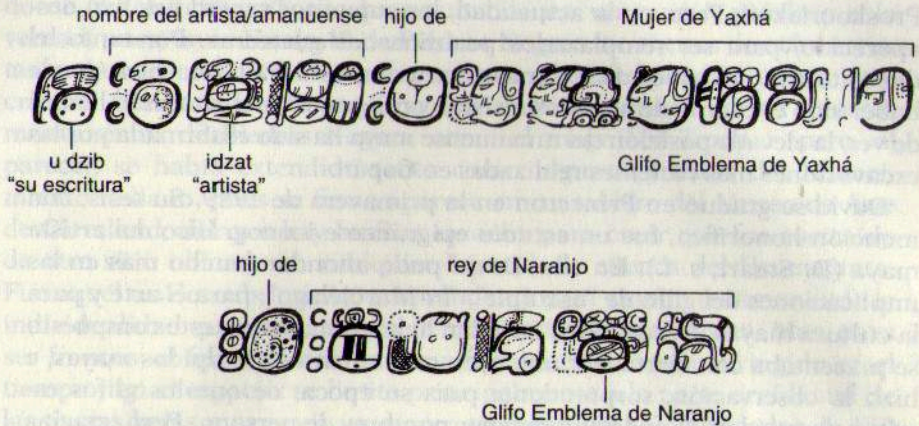 nombre del artista/amanuense hijo de Mujer de Yaxhá
u dzib idzat Glifo Emblema de Yaxhá
"su escritura" "artista"
hijo de rey de Naranjo
Glifo Emblema de Naranjo